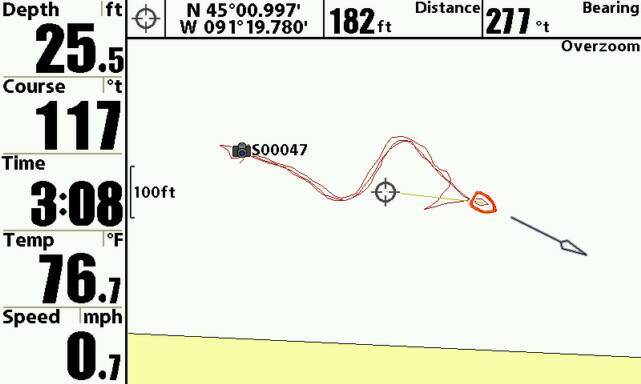 Depth ft
25.5
Course °t
117
Time
3:08
Temp °F
76.7
Speed mph
0.7
N 45°00.997'
W 091°19.780'
Distance
182 ft
Bearing
277 °t
Overzoom
S00047
100ft